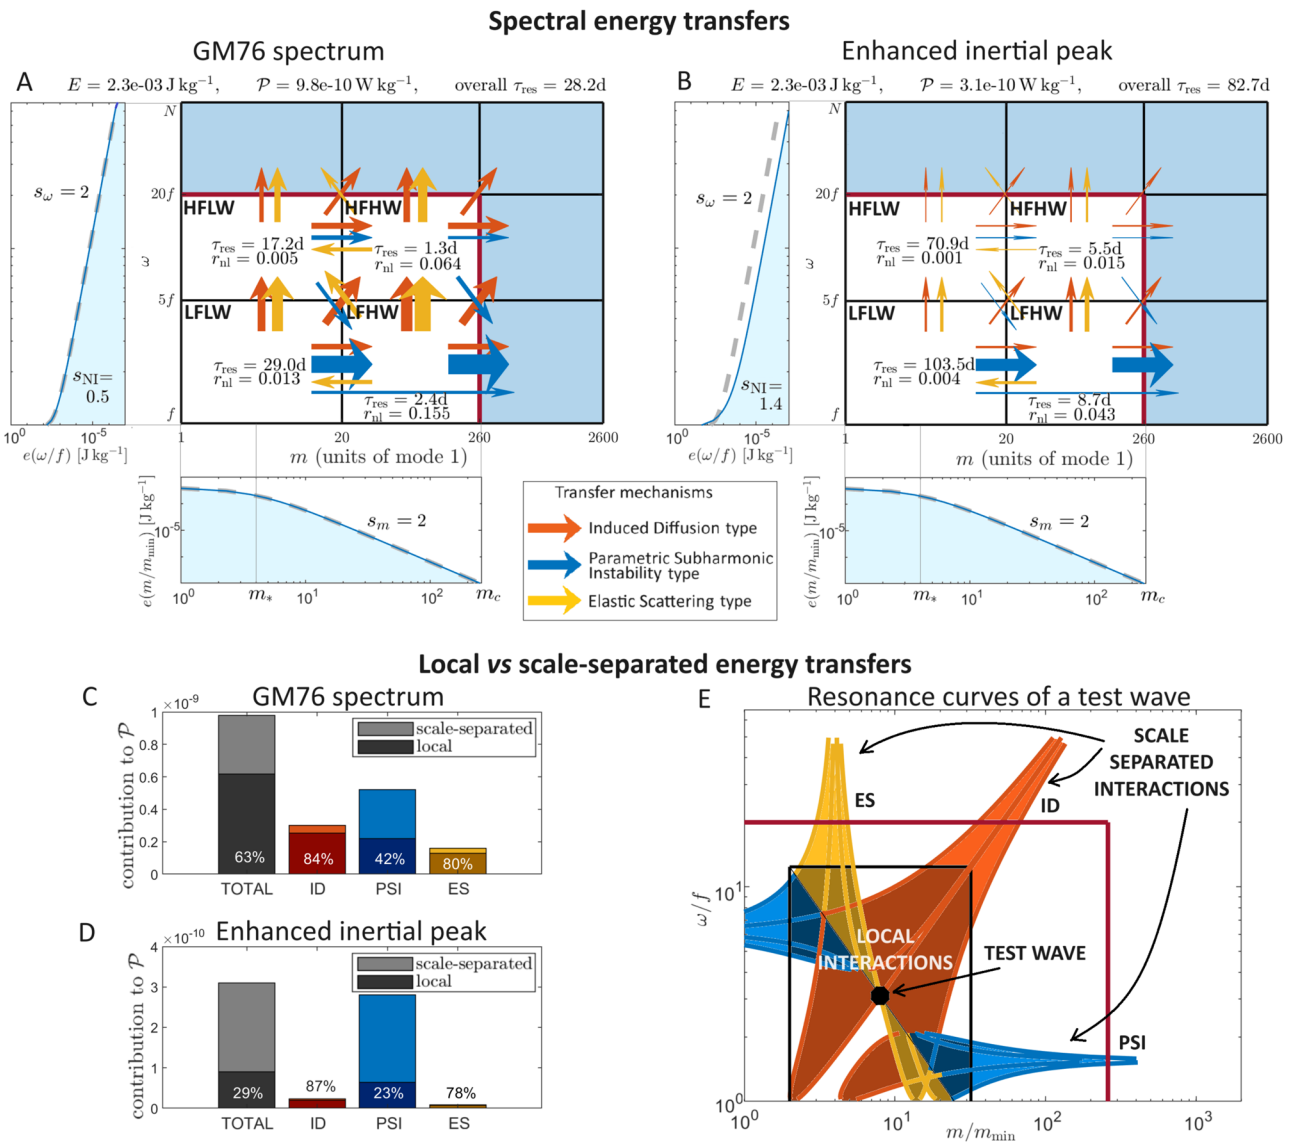 Spectral energy transfers
GM76 spectrum
Enhanced inertial peak
A
E = 2.3e-03 J kg⁻¹, 𝒫 = 9.8e-10 W kg⁻¹, overall τres = 28.2d
B
E = 2.3e-03 J kg⁻¹, 𝒫 = 3.1e-10 W kg⁻¹, overall τres = 82.7d
N
20 f
5 f
f
ω
sω = 2
sNI=
0.5
10⁰ 10⁻⁵
e(ω/f) [J kg⁻¹]
HFLW
HFHW
τres = 17.2d
rnl = 0.005
τres = 1.3d
rnl = 0.064
LFLW
LFHW
τres = 29.0d
rnl = 0.013
τres = 2.4d
rnl = 0.155
1 20 260 2600
m (units of mode 1)
N
20 f
5 f
f
ω
sω = 2
sNI=
1.4
10⁰ 10⁻⁵
e(ω/f) [J kg⁻¹]
HFLW
HFHW
τres = 70.9d
rnl = 0.001
τres = 5.5d
rnl = 0.015
LFLW
LFHW
τres = 103.5d
rnl = 0.004
τres = 8.7d
rnl = 0.043
1 20 260 2600
m (units of mode 1)
e(m/mmin) [J kg⁻¹]
10⁻⁵
sm = 2
10⁰ m* 10¹ 10² mc
Transfer mechanisms
Induced Diffusion type
Parametric Subharmonic
Instability type
Elastic Scattering type
e(m/mmin) [J kg⁻¹]
10⁻⁵
sm = 2
10⁰ m* 10¹ 10² mc
Local vs scale-separated energy transfers
C
GM76 spectrum
×10⁻⁹
contribution to 𝒫
1
0.8
0.6
0.4
0.2
0
scale-separated
local
63% 84% 42% 80%
TOTAL ID PSI ES
D
Enhanced inertial peak
×10⁻¹⁰
contribution to 𝒫
4
3
2
1
0
scale-separated
local
29% 87% 23% 78%
TOTAL ID PSI ES
E
Resonance curves of a test wave
SCALE
SEPARATED
INTERACTIONS
ES
ID
LOCAL
INTERACTIONS
TEST WAVE
PSI
ω/f
10¹
10⁰
10⁰ 10¹ 10² 10³
m/mmin